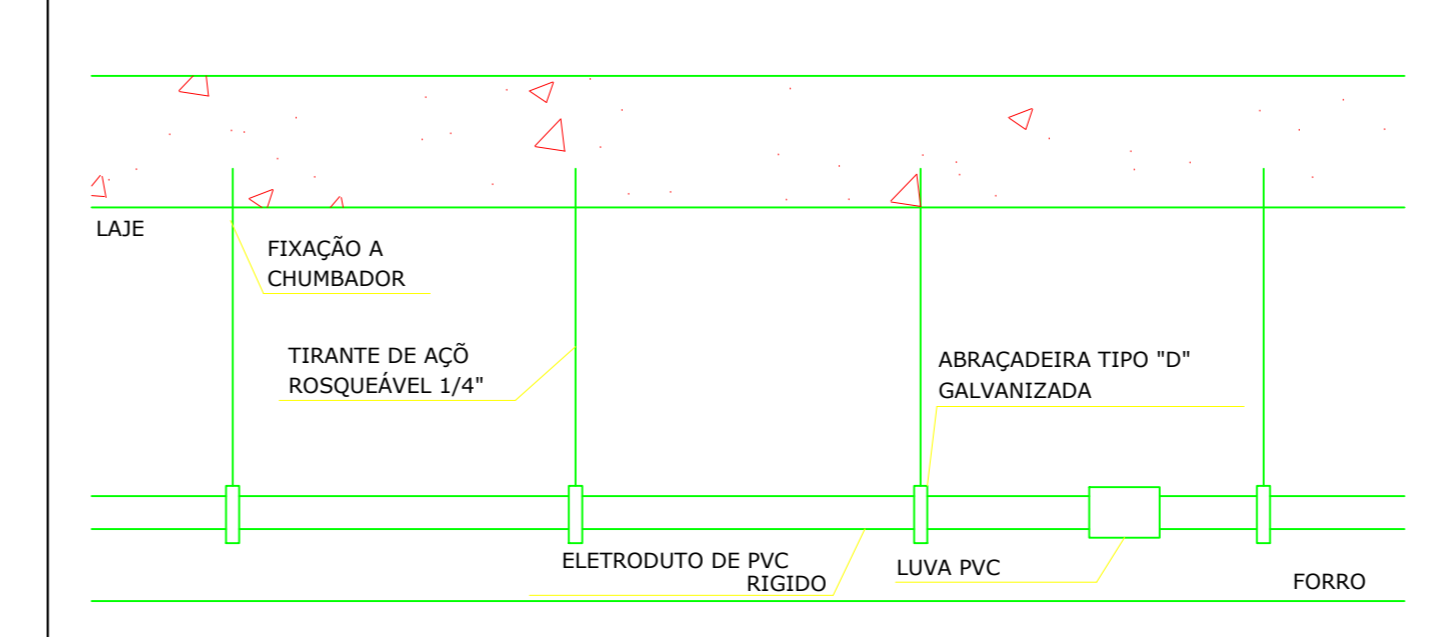 LAJE
FIXAÇÃO A
CHUMBADOR
TIRANTE DE AÇÕ
ROSQUEÁVEL 1/4"
ABRAÇADEIRA TIPO "D"
GALVANIZADA
ELETRODUTO DE PVC
RIGIDO
LUVA PVC
FORRO